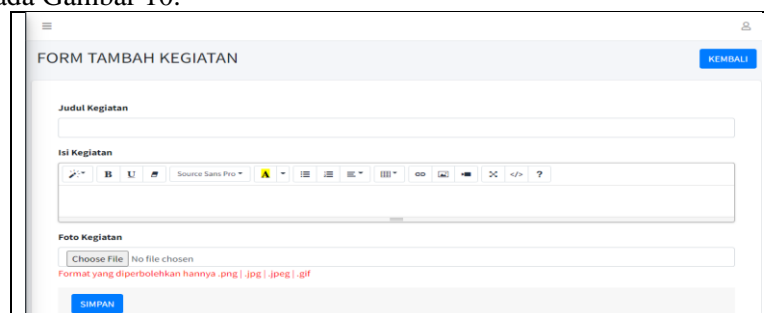 ada Gambar 10.
FORM TAMBAH KEGIATAN
KEMBALI
Judul Kegiatan
Isi Kegiatan
B U Source Sans Pro A </> ?
Foto Kegiatan
Choose File No file chosen
Format yang diperbolehkan hannya .png | .jpg | .jpeg | .gif
SIMPAN